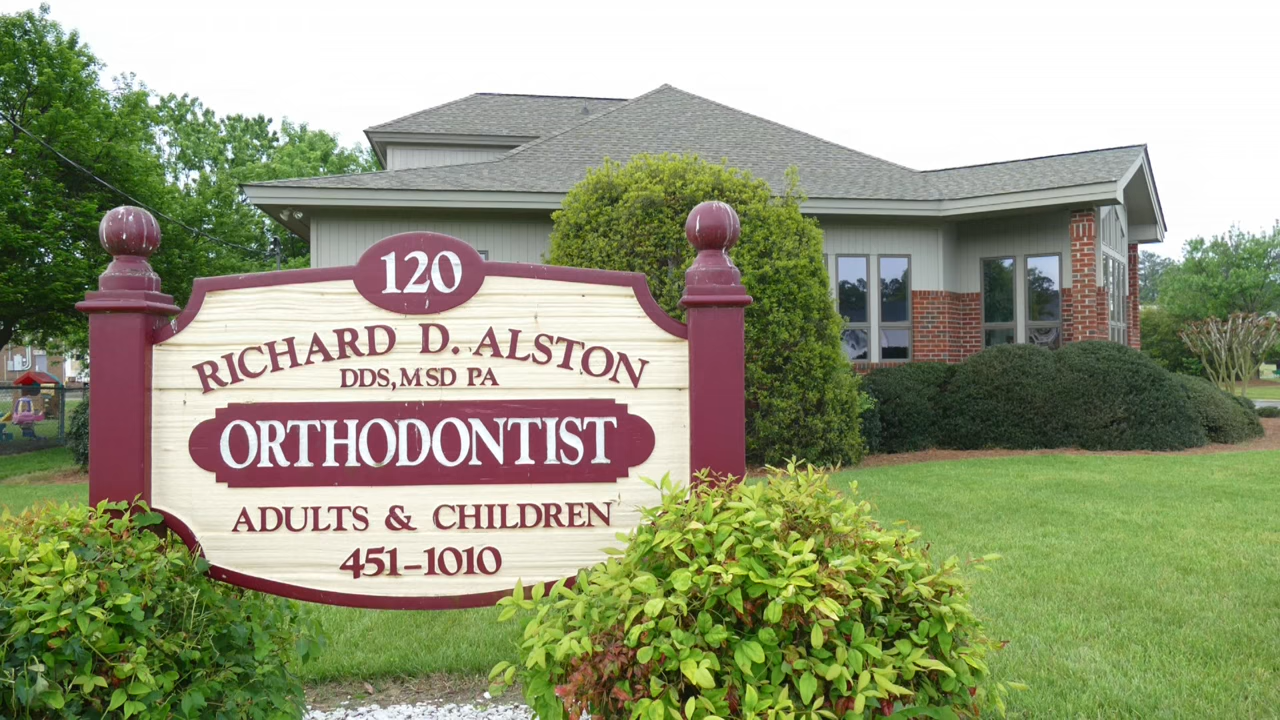 120
RICHARD D. ALSTON
DDS, MSD PA
ORTHODONTIST
ADULTS & CHILDREN
451-1010